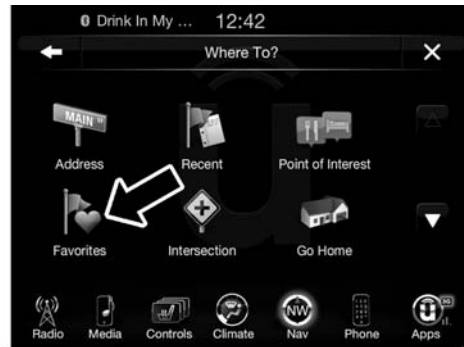 Drink In My ... 12:42
Where To?
MAIN ST
Address Recent Point of Interest
Favorites Intersection Go Home
NW
Radio Media Controls Climate Nav Phone Apps